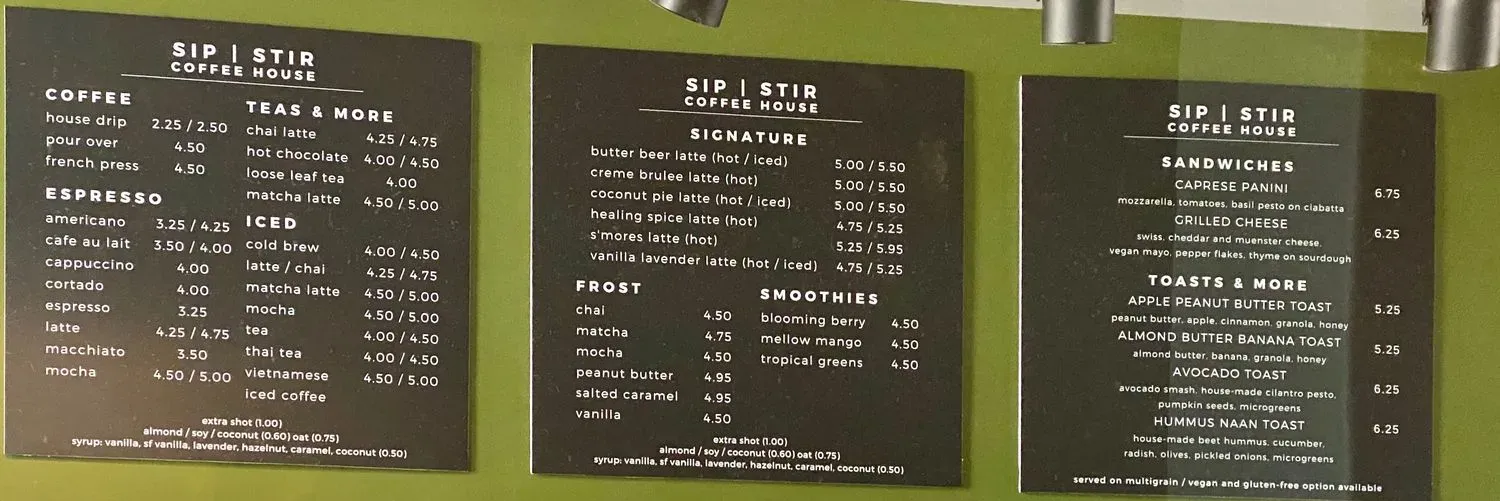 SIP | STIR
COFFEE HOUSE
COFFEE
house drip 2.25 / 2.50
pour over 4.50
french press 4.50
ESPRESSO
americano 3.25 / 4.25
cafe au lait 3.50 / 4.00
cappuccino 4.00
cortado 4.00
espresso 3.25
latte 4.25 / 4.75
macchiato 3.50
mocha 4.50 / 5.00
TEAS & MORE
chai latte 4.25 / 4.75
hot chocolate 4.00 / 4.50
loose leaf tea 4.00
matcha latte 4.50 / 5.00
ICED
cold brew 4.00 / 4.50
latte / chai 4.25 / 4.75
matcha latte 4.50 / 5.00
mocha 4.50 / 5.00
tea 4.00 / 4.50
thai tea 4.00 / 4.50
vietnamese 4.50 / 5.00
iced coffee
extra shot (1.00)
almond / soy / coconut (0.60) oat (0.75)
syrup: vanilla, sf vanilla, lavender, hazelnut, caramel, coconut (0.50)
SIP | STIR
COFFEE HOUSE
SIGNATURE
butter beer latte (hot / iced) 5.00 / 5.50
creme brulee latte (hot) 5.00 / 5.50
coconut pie latte (hot / iced) 5.00 / 5.50
healing spice latte (hot) 4.75 / 5.25
s'mores latte (hot) 5.25 / 5.95
vanilla lavender latte (hot / iced) 4.75 / 5.25
FROST
chai 4.50
matcha 4.75
mocha 4.50
peanut butter 4.95
salted caramel 4.95
vanilla 4.50
SMOOTHIES
blooming berry 4.50
mellow mango 4.50
tropical greens 4.50
extra shot (1.00)
almond / soy / coconut (0.60) oat (0.75)
syrup: vanilla, sf vanilla, lavender, hazelnut, caramel, coconut (0.50)
SIP | STIR
COFFEE HOUSE
SANDWICHES
CAPRESE PANINI 6.75
mozzarella, tomatoes, basil pesto on ciabatta
GRILLED CHEESE 6.25
swiss, cheddar and muenster cheese,
vegan mayo, pepper flakes, thyme on sourdough
TOASTS & MORE
APPLE PEANUT BUTTER TOAST 5.25
peanut butter, apple, cinnamon, granola, honey
ALMOND BUTTER BANANA TOAST 5.25
almond butter, banana, granola, honey
AVOCADO TOAST 6.25
avocado smash, house-made cilantro pesto,
pumpkin seeds, microgreens
HUMMUS NAAN TOAST 6.25
house-made beet hummus, cucumber,
radish, olives, pickled onions, microgreens
served on multigrain / vegan and gluten-free option available